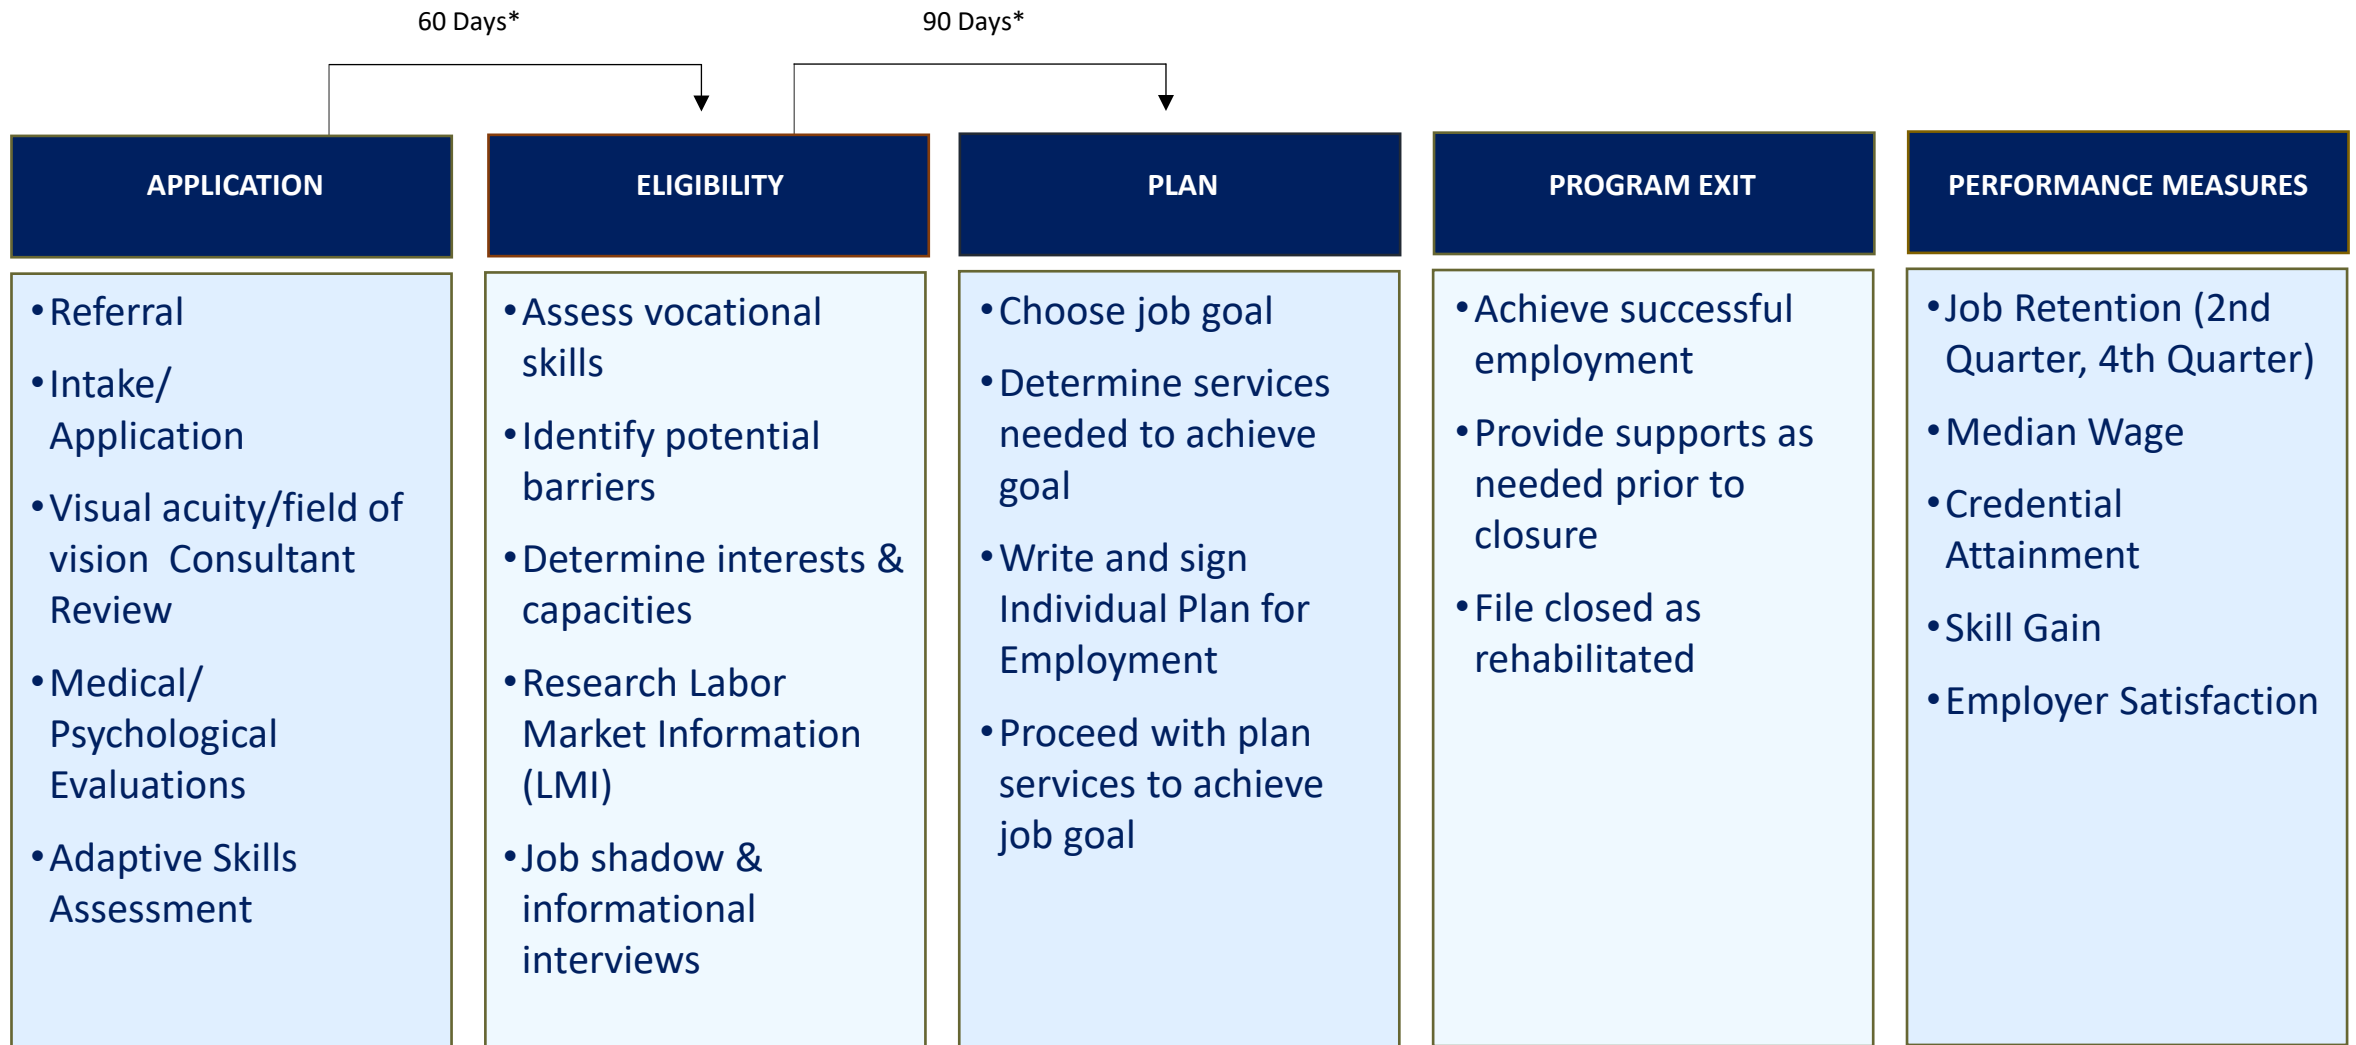 60 Days*
90 Days*
APPLICATION
•Referral
•Intake/
Application
•Visual acuity/field of
vision  Consultant
Review
•Medical/
Psychological
Evaluations
•Adaptive Skills
Assessment
ELIGIBILITY
•Assess vocational
skills
•Identify potential
barriers
•Determine interests &
capacities
•Research Labor
Market Information
(LMI)
•Job shadow &
informational
interviews
PLAN
•Choose job goal
•Determine services
needed to achieve
goal
•Write and sign
Individual Plan for
Employment
•Proceed with plan
services to achieve
job goal
PROGRAM EXIT
•Achieve successful
employment
•Provide supports as
needed prior to
closure
•File closed as
rehabilitated
PERFORMANCE MEASURES
•Job Retention (2nd
Quarter, 4th Quarter)
•Median Wage
•Credential
Attainment
•Skill Gain
•Employer Satisfaction